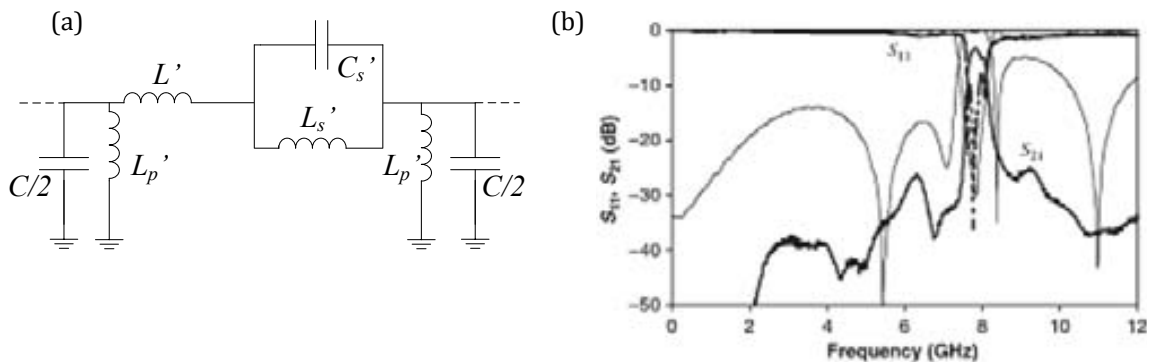 (a)
C_s'
L'
L_s'
L_p'
C/2
L_p'
C/2
(b)
S_11, S_21 (dB)
0
−10
−20
−30
−40
−50
S_11
S_21
0 2 4 6 8 10 12
Frequency (GHz)